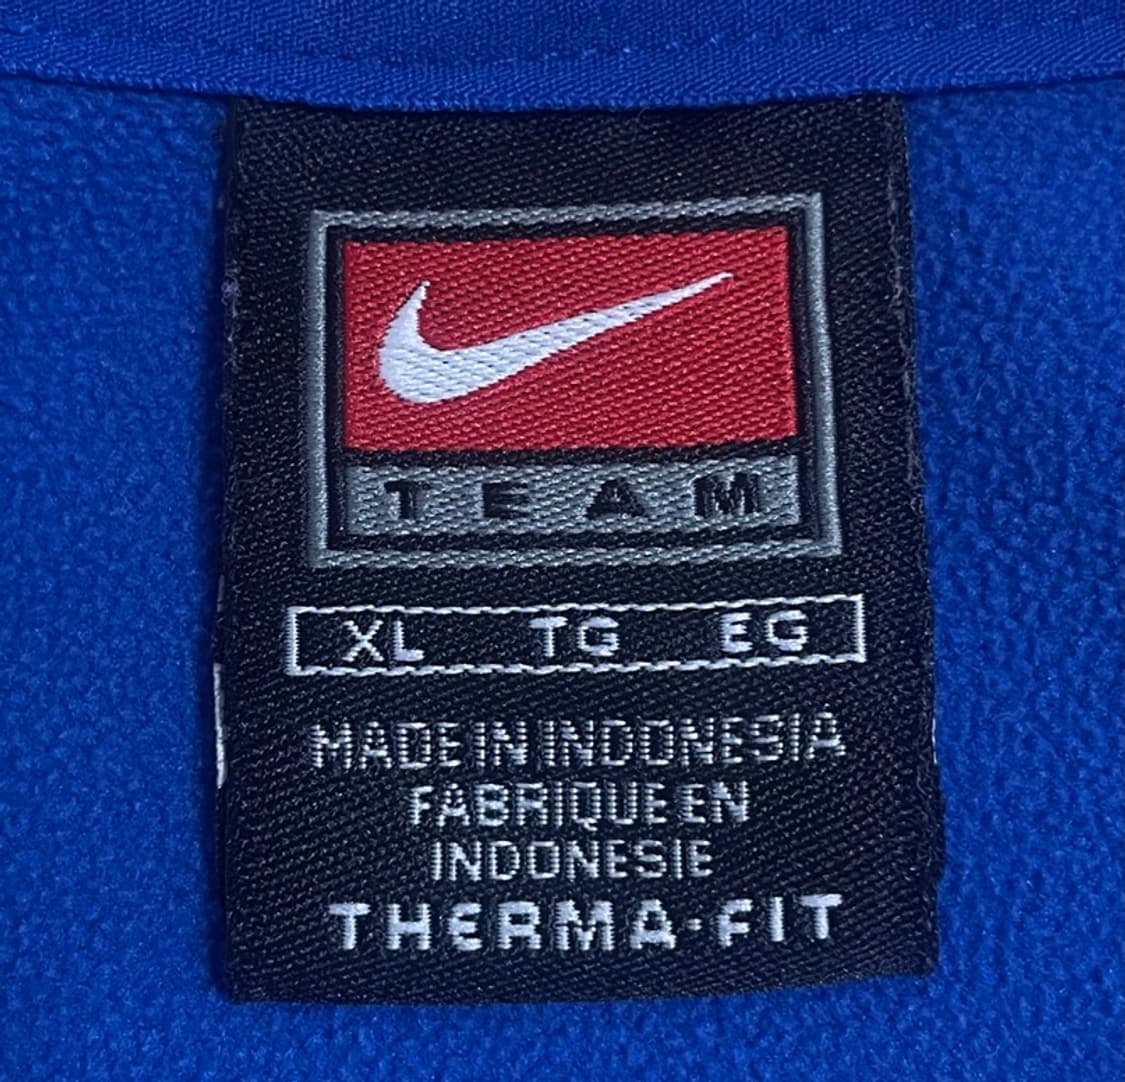 TEAM
XL TG EG
MADE IN INDONESIA
FABRIQUE EN
INDONESIE
THERMA·FIT